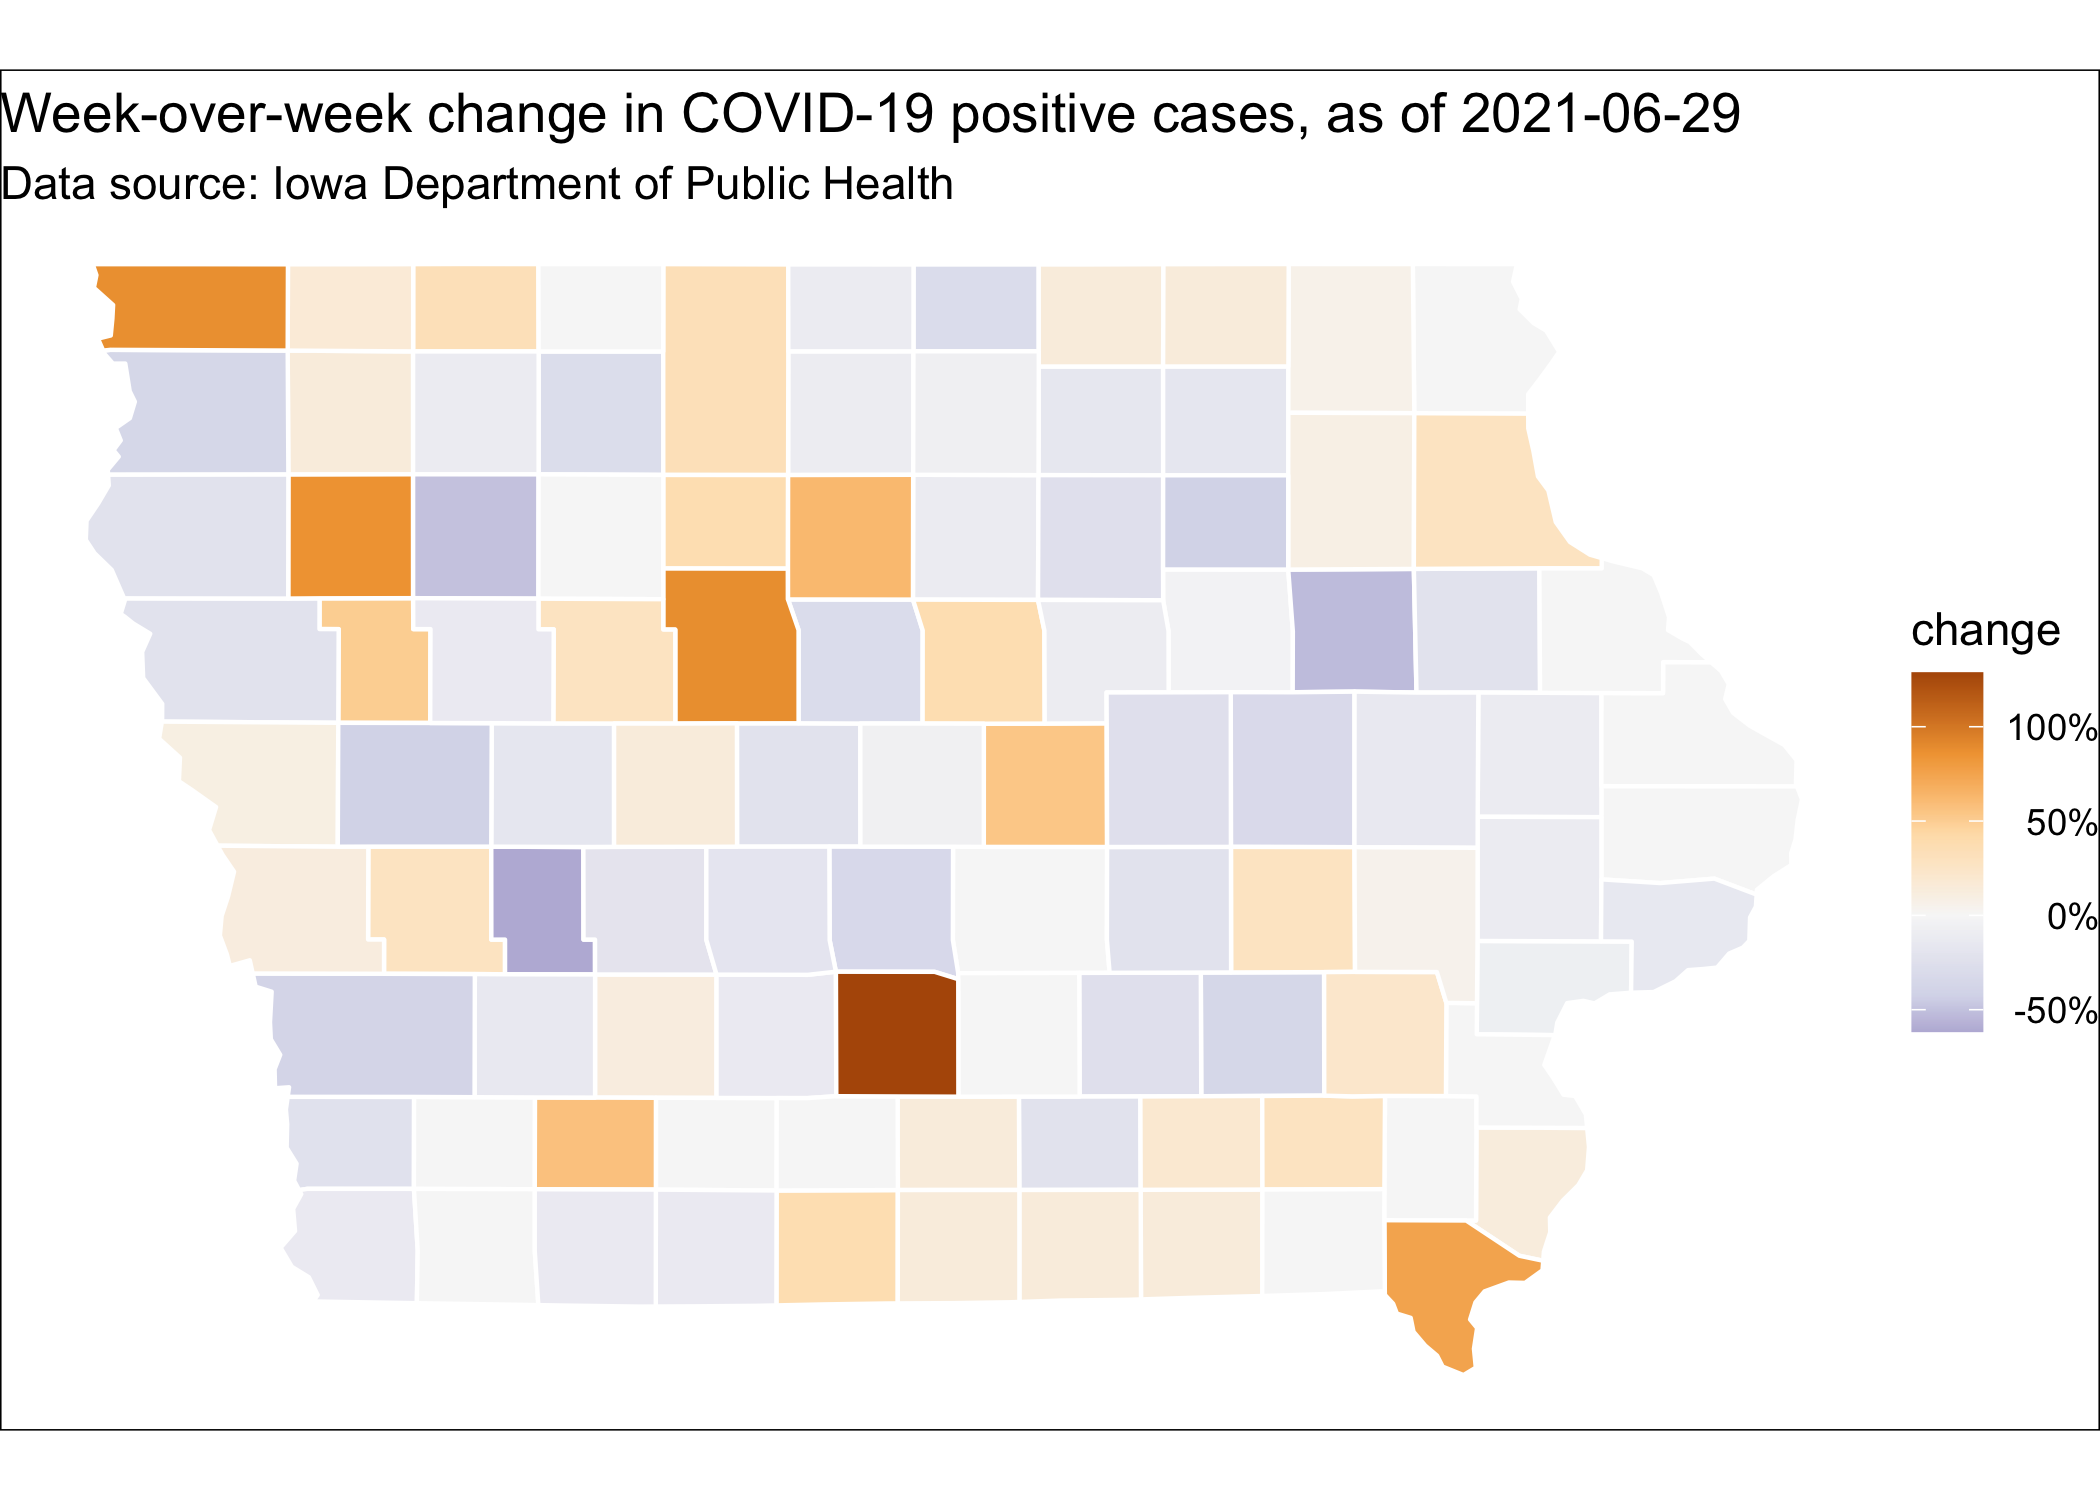 Week-over-week change in COVID-19 positive cases, as of 2021-06-29
Data source: Iowa Department of Public Health
change
100%
50%
0%
-50%